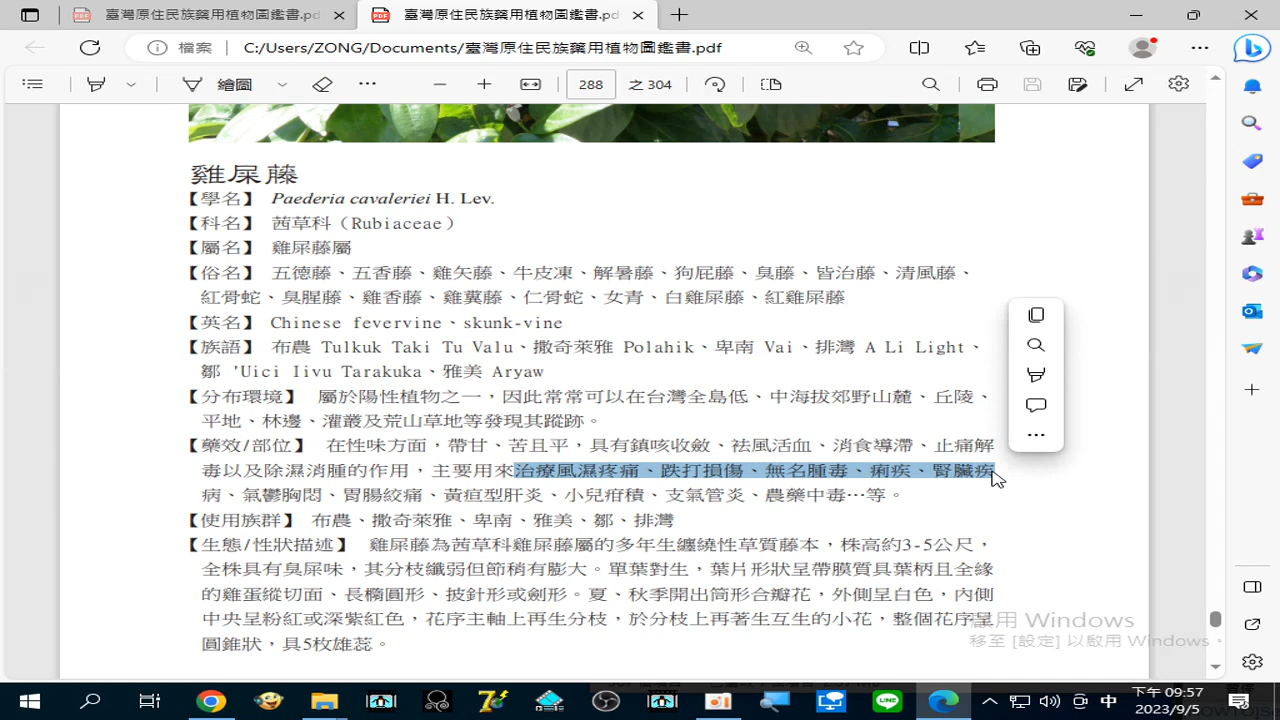 臺灣原住民族藥用植物圖鑑書.pd
臺灣原住民族藥用植物圖鑑書.pdf
檔案
C:/Users/ZONG/Documents/臺灣原住民族藥用植物圖鑑書.pdf
繪圖
288
之 304
雞屎藤
【學名】 Paederia cavaleriei H. Lev.
【科名】 茜草科（Rubiaceae）
【屬名】 雞屎藤屬
【俗名】 五德藤、五香藤、雞矢藤、牛皮凍、解暑藤、狗屁藤、臭藤、皆治藤、清風藤、
紅骨蛇、臭腥藤、雞香藤、雞糞藤、仁骨蛇、女青、白雞屎藤、紅雞屎藤
【英名】 Chinese fevervine、skunk-vine
【族語】 布農 Tulkuk Taki Tu Valu、撒奇萊雅 Polahik、卑南 Vai、排灣 A Li Light、
鄒 'Uici Iivu Tarakuka、雅美 Aryaw
【分布環境】 屬於陽性植物之一，因此常常可以在台灣全島低、中海拔郊野山麓、丘陵、
平地、林邊、灌叢及荒山草地等發現其蹤跡。
【藥效/部位】 在性味方面，帶甘、苦且平，具有鎮咳收斂、袪風活血、消食導滯、止痛解
毒以及除濕消腫的作用，主要用來治療風濕疼痛、跌打損傷、無名腫毒、痢疾、腎臟疾
病、氣鬱胸悶、胃腸絞痛、黃疸型肝炎、小兒疳積、支氣管炎、農藥中毒…等。
【使用族群】 布農、撒奇萊雅、卑南、雅美、鄒、排灣
【生態/性狀描述】 雞屎藤為茜草科雞屎藤屬的多年生纏繞性草質藤本，株高約3-5公尺，
全株具有臭屎味，其分枝纖弱但節稍有膨大。單葉對生，葉片形狀呈帶膜質具葉柄且全緣
的雞蛋縱切面、長橢圓形、披針形或劍形。夏、秋季開出筒形合瓣花，外側呈白色，內側
中央呈粉紅或深紫紅色，花序主軸上再生分枝，於分枝上再著生互生的小花，整個花序呈
圓錐狀，具5枚雄蕊。
啟用 Windows
移至 [設定] 以啟用 Windows。
中
下午 09:57
2023/9/5